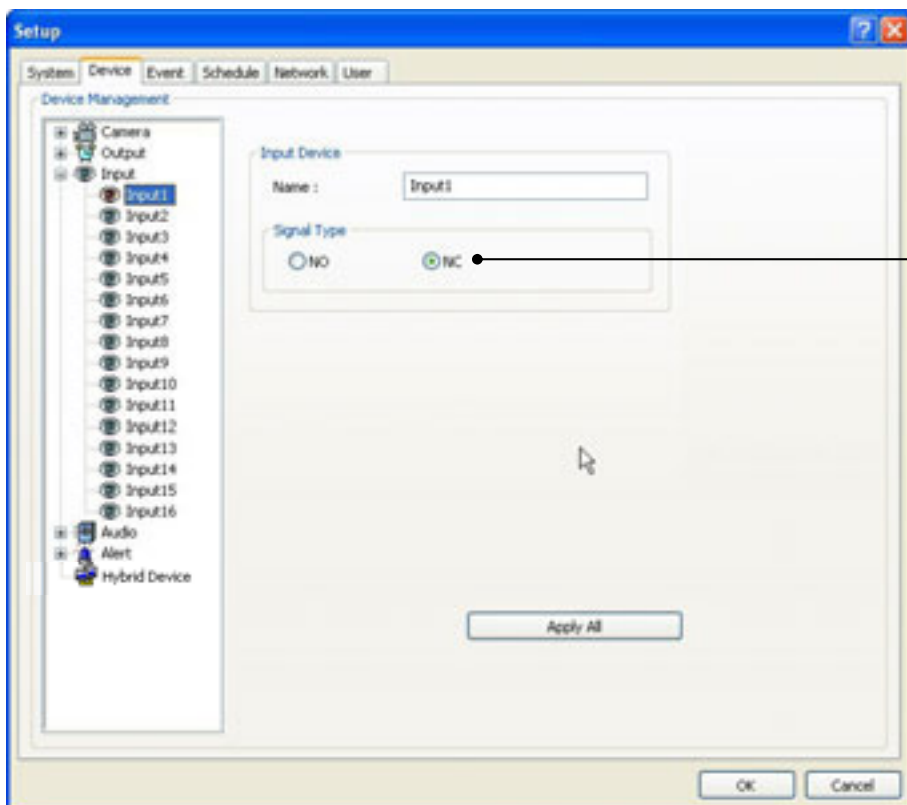 Setup
System Device Event Schedule Network User
Device Management
Camera
Output
Input
Input1
Input2
Input3
Input4
Input5
Input6
Input7
Input8
Input9
Input10
Input11
Input12
Input13
Input14
Input15
Input16
Audio
Alert
Hybrid Device
Input Device
Name : Input1
Signal Type
NO NC
Apply All
OK Cancel